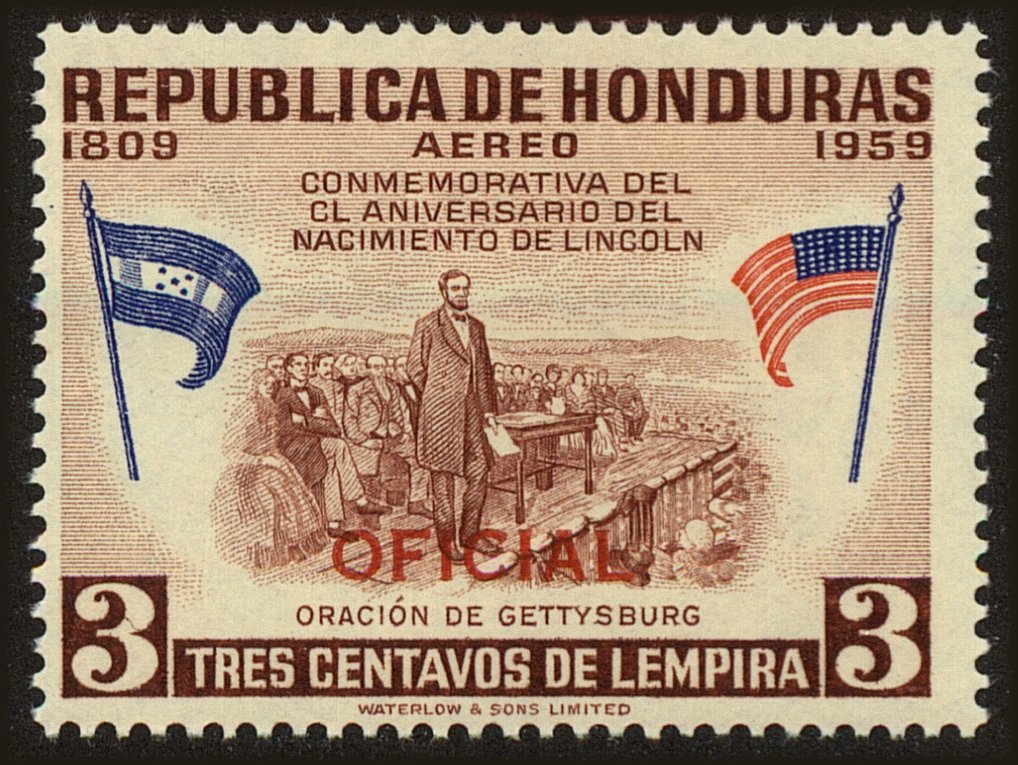 REPUBLICA DE HONDURAS
1809 AEREO 1959
CONMEMORATIVA DEL
CL ANIVERSARIO DEL
NACIMIENTO DE LINCOLN
OFICIAL
ORACIÓN DE GETTYSBURG
3 TRES CENTAVOS DE LEMPIRA 3
WATERLOW & SONS LIMITED